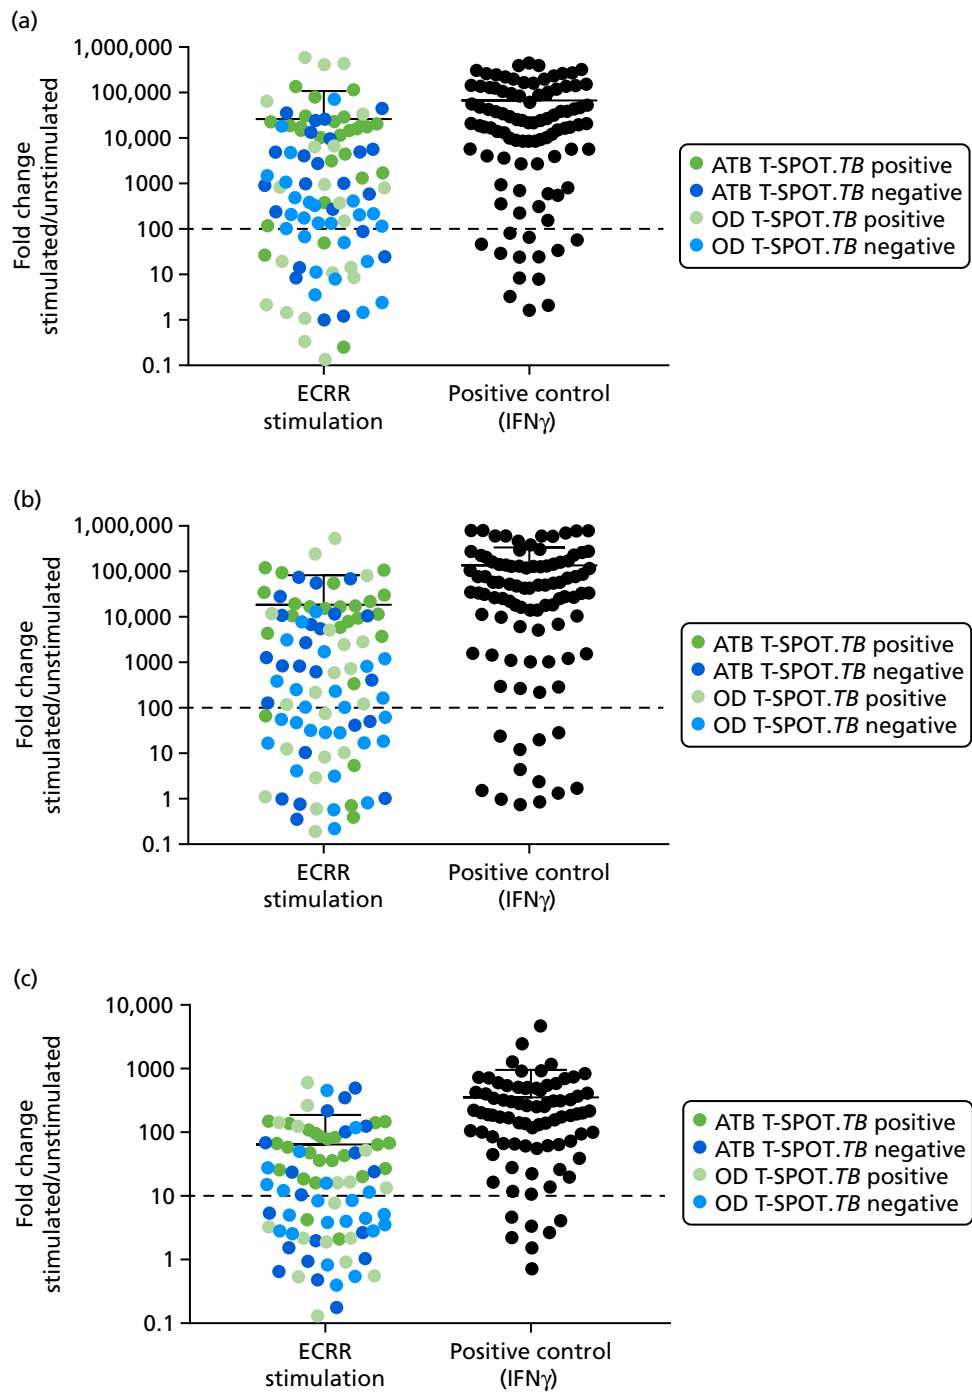 (a)
1,000,000
100,000
10,000
1000
100
10
1
0.1
Fold change
stimulated/unstimulated
ECRR
stimulation
Positive control
(IFNγ)
ATB T-SPOT.TB positive
ATB T-SPOT.TB negative
OD T-SPOT.TB positive
OD T-SPOT.TB negative
(b)
1,000,000
100,000
10,000
1000
100
10
1
0.1
Fold change
stimulated/unstimulated
ECRR
stimulation
Positive control
(IFNγ)
ATB T-SPOT.TB positive
ATB T-SPOT.TB negative
OD T-SPOT.TB positive
OD T-SPOT.TB negative
(c)
10,000
1000
100
10
1
0.1
Fold change
stimulated/unstimulated
ECRR
stimulation
Positive control
(IFNγ)
ATB T-SPOT.TB positive
ATB T-SPOT.TB negative
OD T-SPOT.TB positive
OD T-SPOT.TB negative